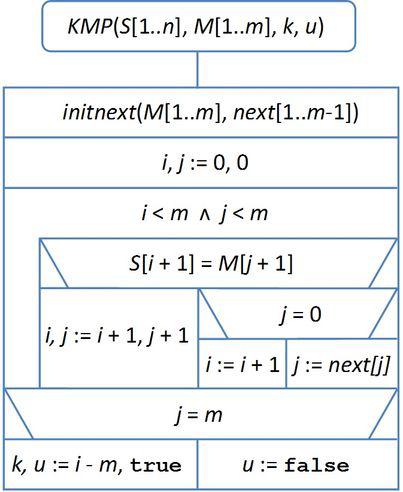 KMP(S[1..n], M[1..m], k, u)
initnext(M[1..m], next[1..m-1])
i, j := 0, 0
i < m ∧ j < m
S[i + 1] = M[j + 1]
i, j := i + 1, j + 1
j = 0
i := i + 1
j := next[j]
j = m
k, u := i - m, true
u := false